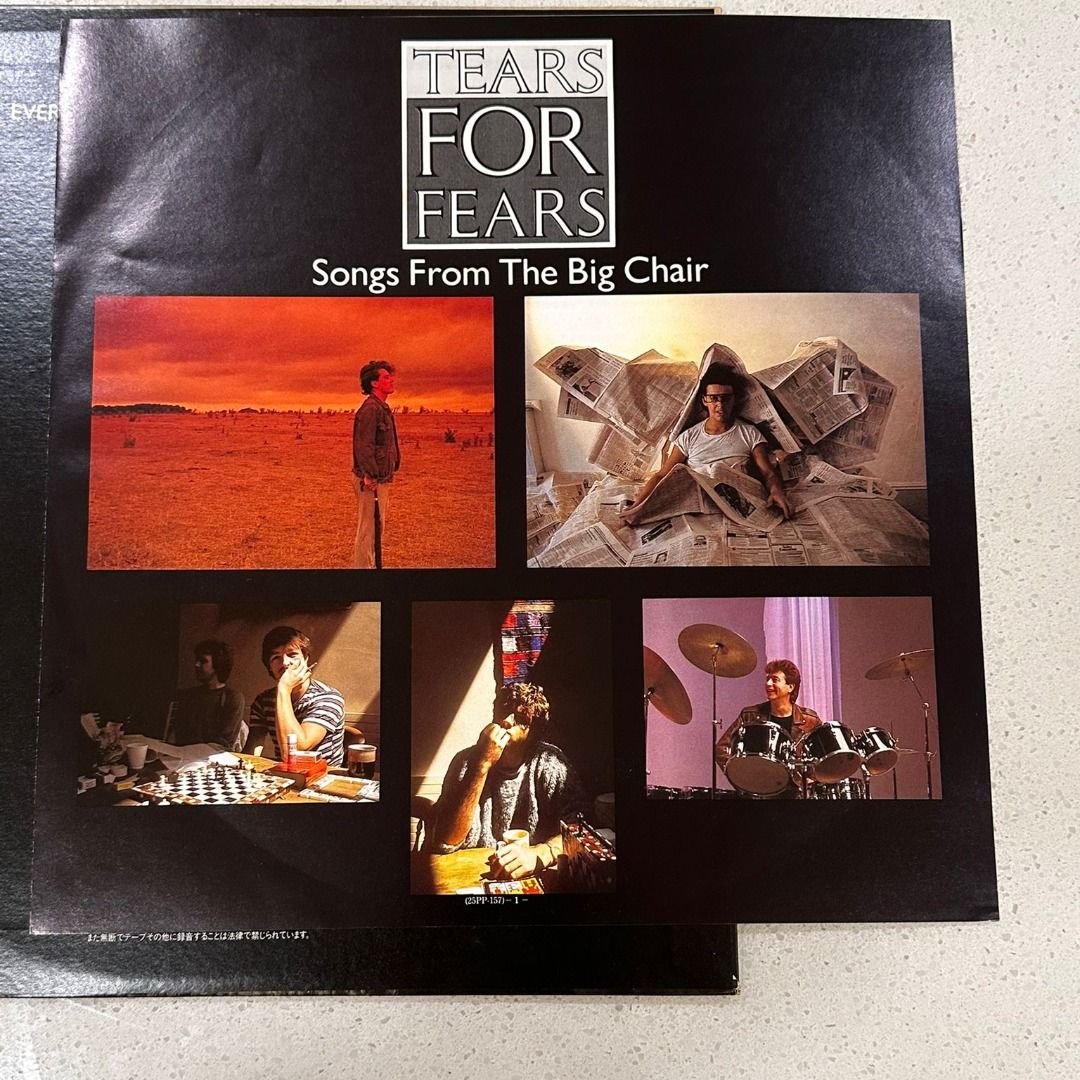 EVER
TEARS
FOR
FEARS
Songs From The Big Chair
(25PP-157)－1－
また無断でテープその他に録音することは法律で禁じられています。